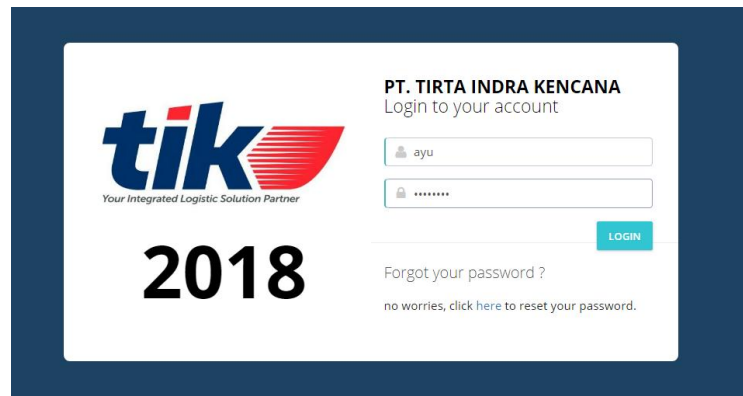 tik
Your Integrated Logistic Solution Partner
2018
PT. TIRTA INDRA KENCANA
Login to your account
ayu
••••••••
LOGIN
Forgot your password ?
no worries, click here to reset your password.